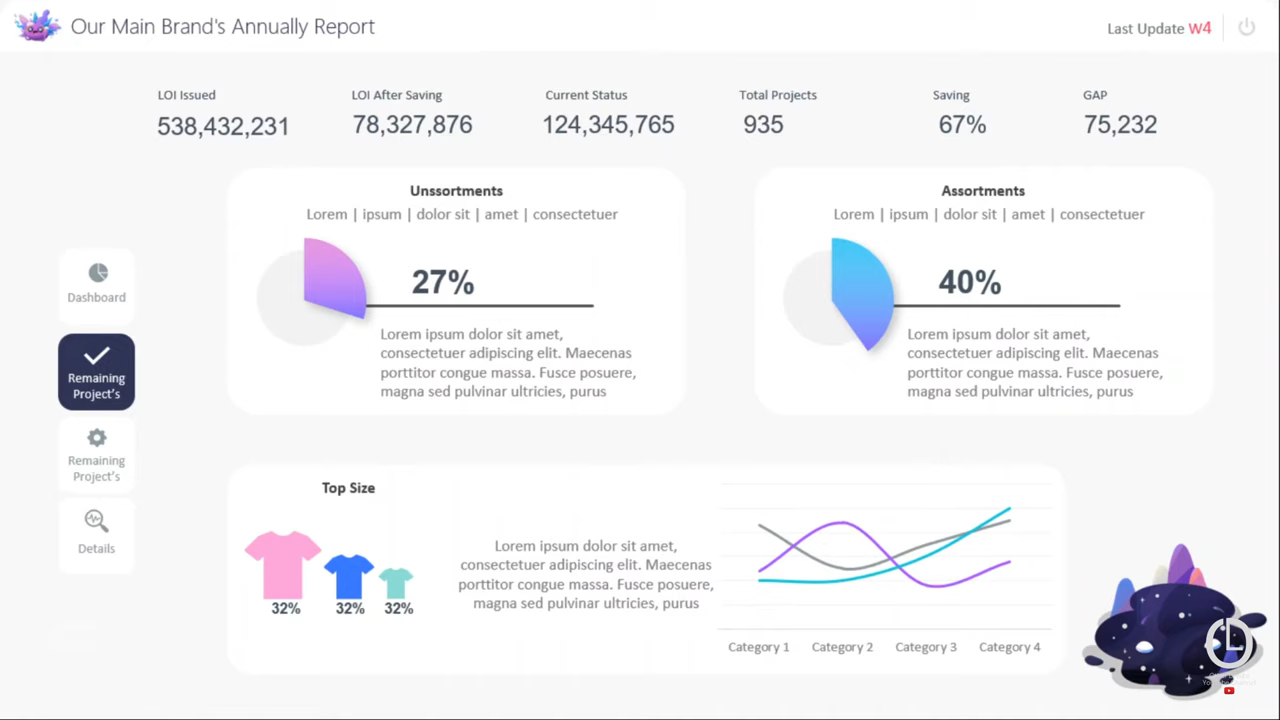 Our Main Brand's Annually Report
Last Update W4
LOI Issued
538,432,231
LOI After Saving
78,327,876
Current Status
124,345,765
Total Projects
935
Saving
67%
GAP
75,232
Unssortments
Lorem | ipsum | dolor sit | amet | consectetuer
27%
Lorem ipsum dolor sit amet,
consectetuer adipiscing elit. Maecenas
porttitor congue massa. Fusce posuere,
magna sed pulvinar ultricies, purus
Assortments
Lorem | ipsum | dolor sit | amet | consectetuer
40%
Lorem ipsum dolor sit amet,
consectetuer adipiscing elit. Maecenas
porttitor congue massa. Fusce posuere,
magna sed pulvinar ultricies, purus
Dashboard
Remaining
Project's
Remaining
Project's
Details
Top Size
32%
32%
32%
Lorem ipsum dolor sit amet,
consectetuer adipiscing elit. Maecenas
porttitor congue massa. Fusce posuere,
magna sed pulvinar ultricies, purus
Category 1
Category 2
Category 3
Category 4